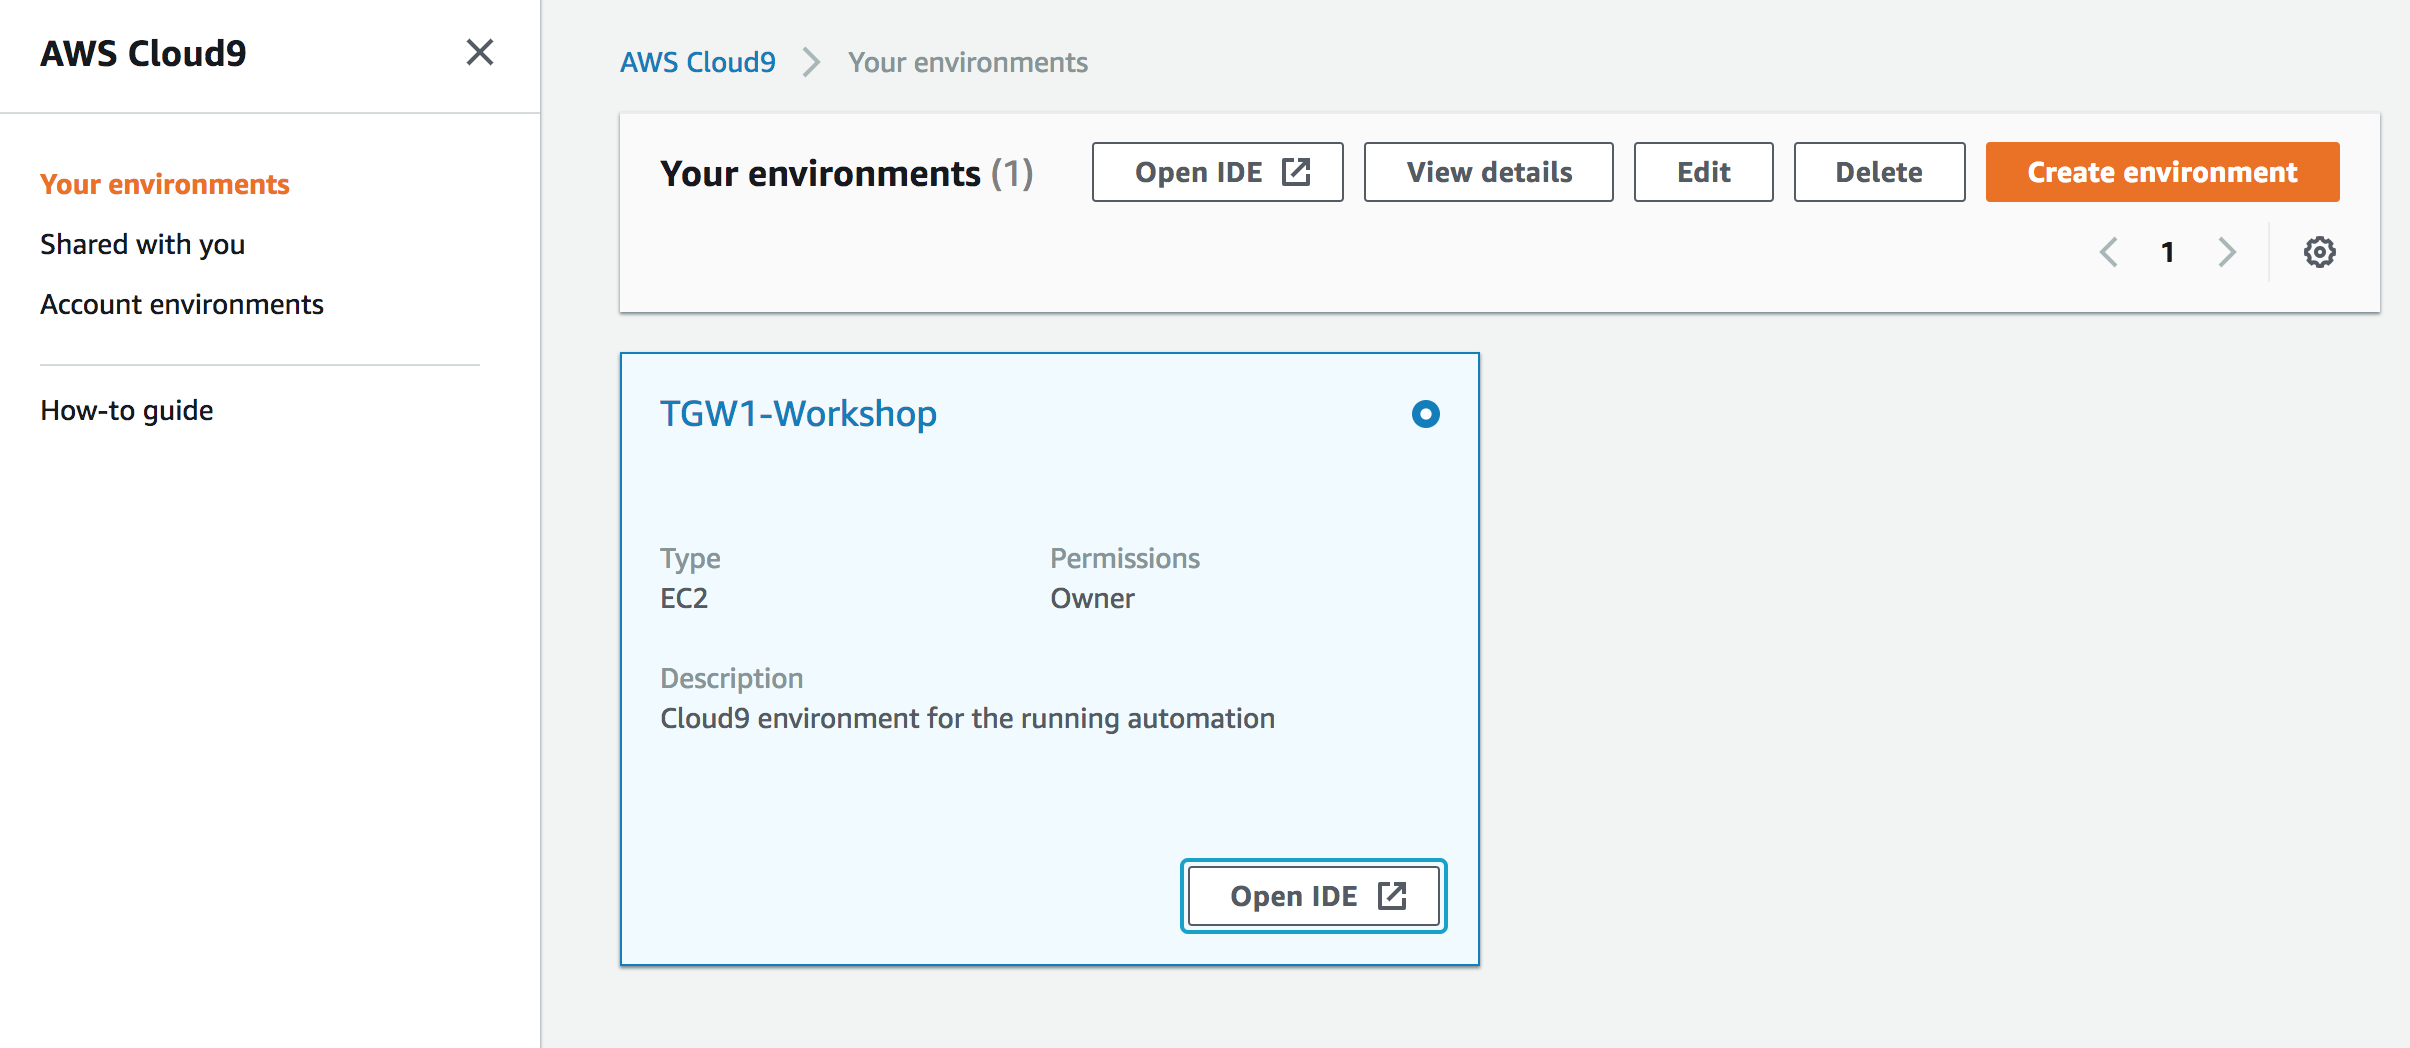 AWS Cloud9
Your environments
Shared with you
Account environments
How-to guide
AWS Cloud9 Your environments
Your environments (1) Open IDE View details Edit Delete Create environment
1
TGW1-Workshop
Type Permissions
EC2 Owner
Description
Cloud9 environment for the running automation
Open IDE